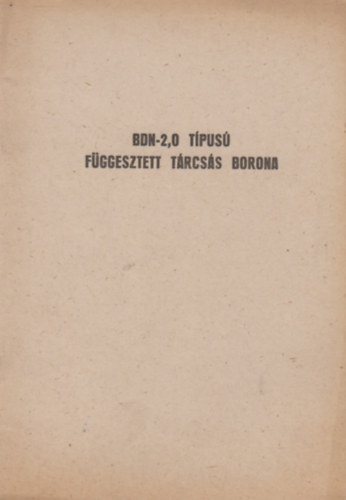 BDN-2,0 TÍPUSÚ
FÜGGESZTETT TÁRCSÁS BORONA